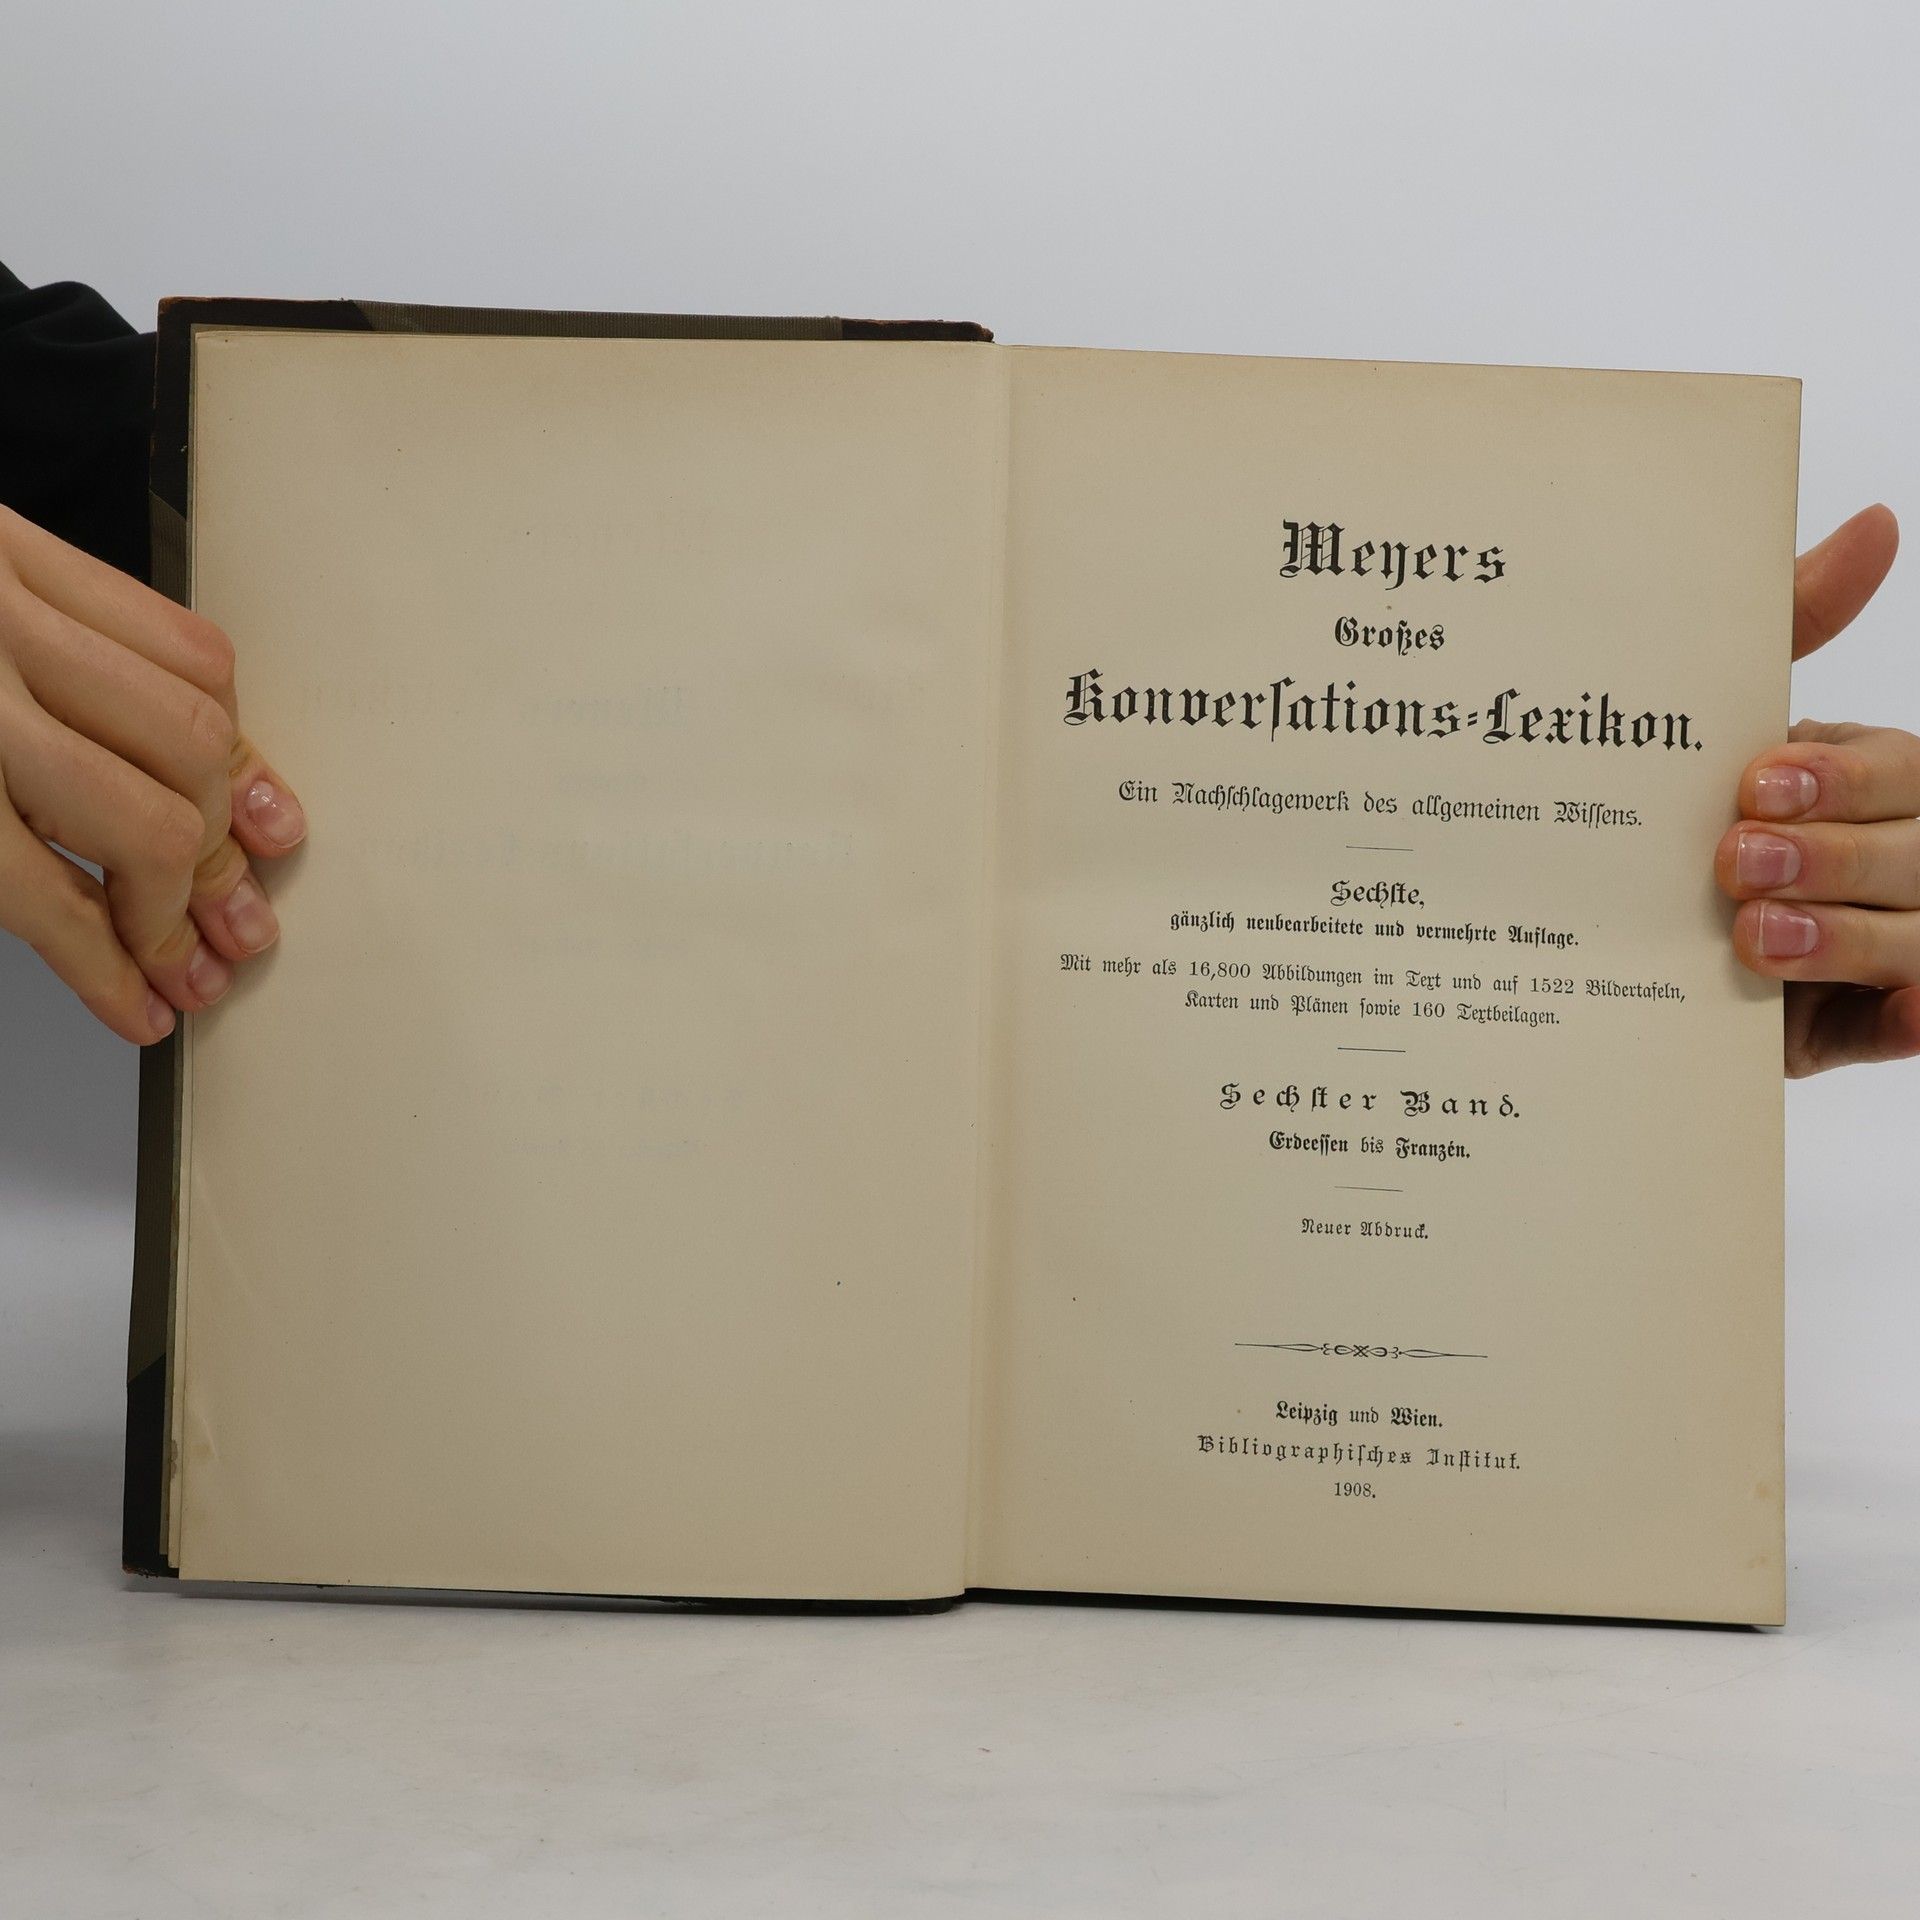 Meyers
Großes
Konverſations-Lexikon.
Ein Nachſchlagewerk des allgemeinen Wiſſens.
Sechſte,
gänzlich neubearbeitete und vermehrte Auflage.
Mit mehr als 16,800 Abbildungen im Text und auf 1522 Bildertafeln,
Karten und Plänen ſowie 160 Textbeilagen.
Sechſter Band.
Erdeeſſen bis Franzén.
Neuer Abdruck.
Leipzig und Wien.
Bibliographiſches Inſtitut.
1908.